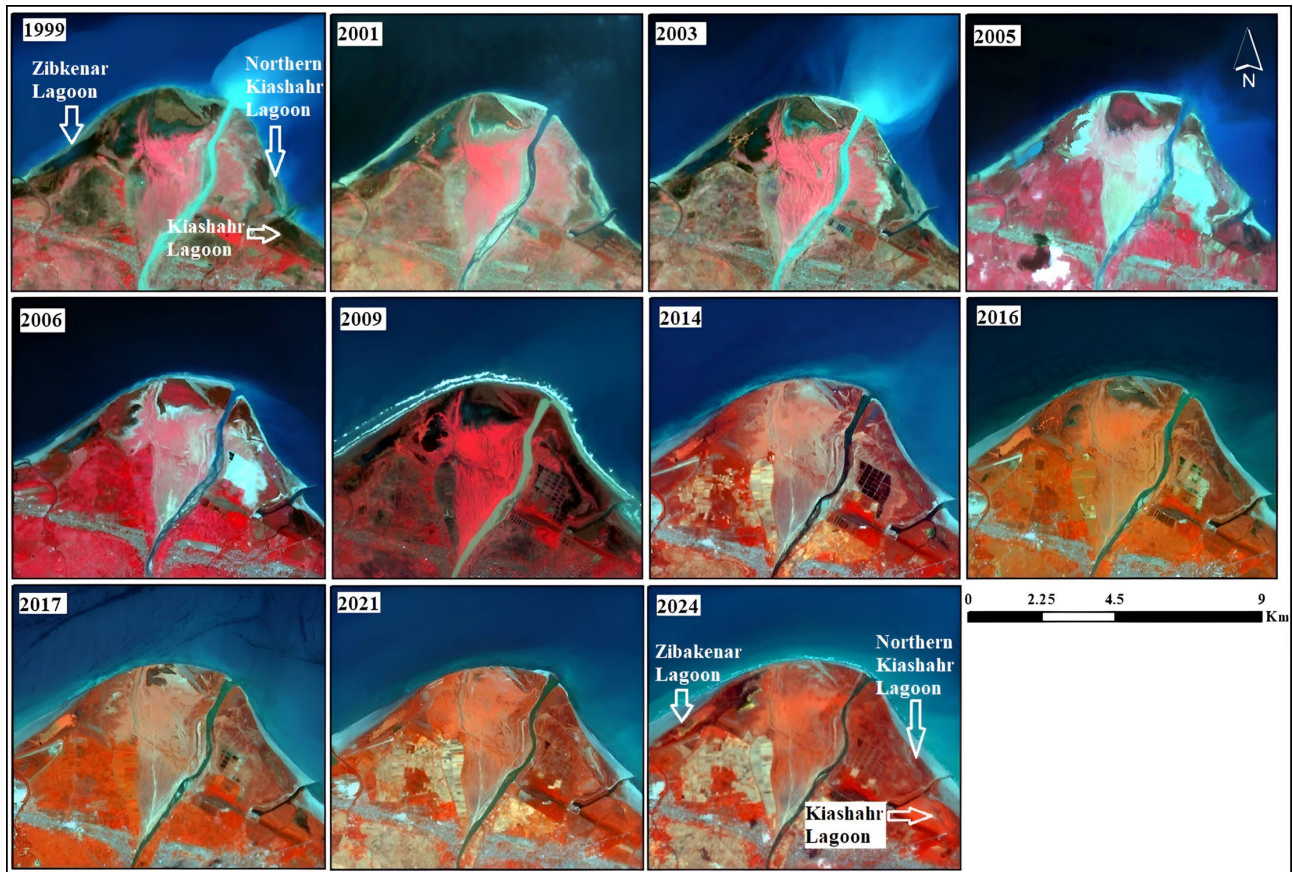 1999
Zibkenar
Lagoon
Northern
Kiashahr
Lagoon
Kiashahr
Lagoon
2001
2003
2005
N
2006
2009
2014
2016
0 2.25 4.5 9
Km
2017
2021
2024
Zibakenar
Lagoon
Northern
Kiashahr
Lagoon
Kiashahr
Lagoon